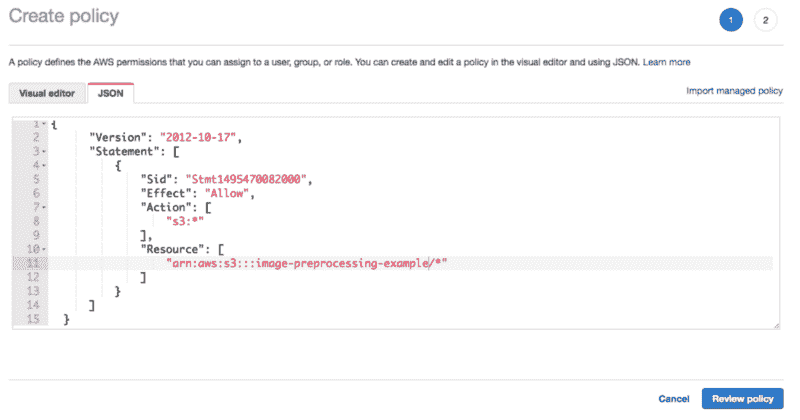 Create policy
1
2
A policy defines the AWS permissions that you can assign to a user, group, or role. You can create and edit a policy in the visual editor and using JSON. Learn more
Visual editor
JSON
Import managed policy
1 {
2 "Version": "2012-10-17",
3 "Statement": [
4 {
5 "Sid": "Stmt1495470082000",
6 "Effect": "Allow",
7 "Action": [
8 "s3:*"
9 ],
10 "Resource": [
11 "arn:aws:s3:::image-preprocessing-example/*"
12 ]
13 }
14 ]
15 }
Cancel
Review policy